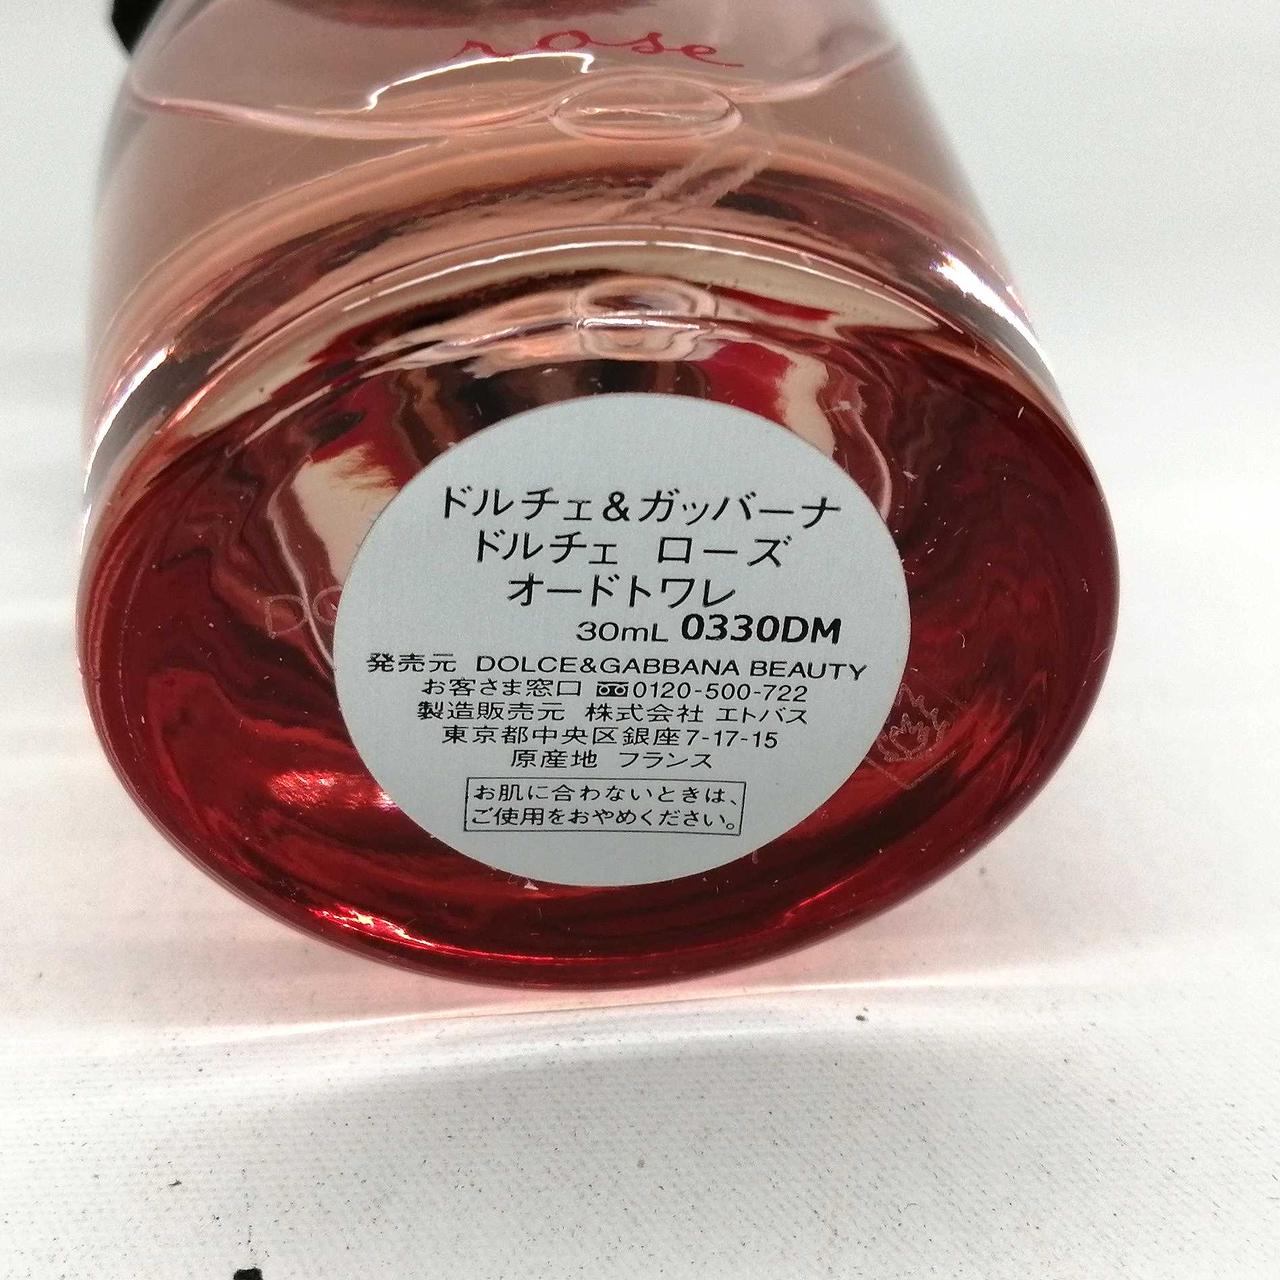 rose
ドルチェ&ガッバーナ
ドルチェ ローズ
オードトワレ
30mL 0330DM
発売元 DOLCE&GABBANA BEAUTY
お客さま窓口 0120-500-722
製造販売元 株式会社 エトバス
東京都中央区銀座7-17-15
原産地 フランス
お肌に合わないときは、
ご使用をおやめください。